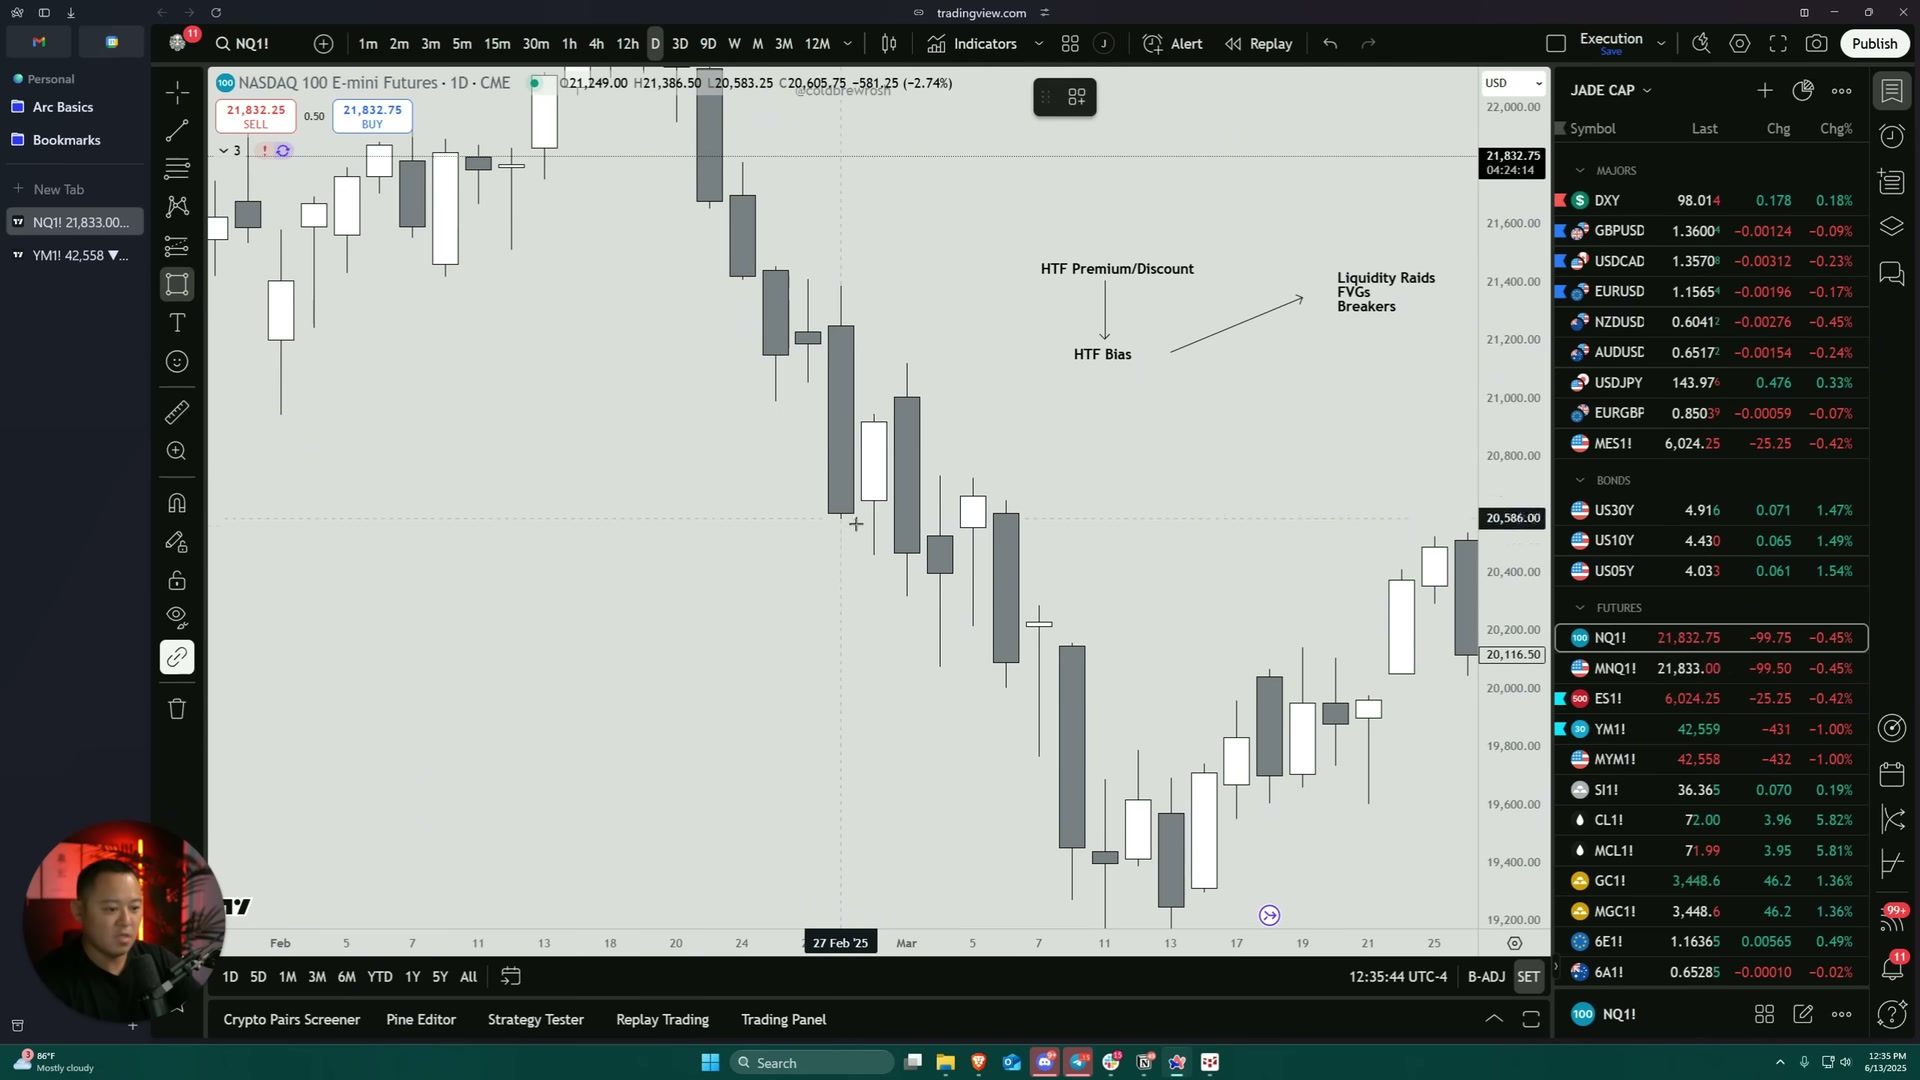 tradingview.com
Personal
Arc Basics
Bookmarks
New Tab
NQ1! 21,833.00...
YM1! 42,558 ▼...
11
NQ1!
1m 2m 3m 5m 15m 30m 1h 4h 12h D 3D 9D W M 3M 12M
Indicators
J
Alert
Replay
Execution
Save
Publish
100 NASDAQ 100 E-mini Futures · 1D · CME
O21,249.00 H21,386.50 L20,583.25 C20,605.75 −581.25 (−2.74%)
@coldbrewrosh
21,832.25
SELL
0.50
21,832.75
BUY
3
USD
HTF Premium/Discount
HTF Bias
Liquidity Raids
FVGs
Breakers
22,000.00
21,832.75
04:24:14
21,600.00
21,400.00
21,200.00
21,000.00
20,800.00
20,586.00
20,400.00
20,200.00
20,116.50
20,000.00
19,800.00
19,600.00
19,400.00
19,200.00
Feb 5 7 11 13 18 20 24 27 Feb '25 Mar 5 7 11 13 17 19 21 25
1D 5D 1M 3M 6M YTD 1Y 5Y All
12:35:44 UTC-4
B-ADJ
SET
Crypto Pairs Screener
Pine Editor
Strategy Tester
Replay Trading
Trading Panel
JADE CAP
Symbol Last Chg Chg%
MAJORS
DXY 98.014 0.178 0.18%
GBPUSD 1.36004 −0.00124 −0.09%
USDCAD 1.35708 −0.00312 −0.23%
EURUSD 1.15654 −0.00196 −0.17%
NZDUSD 0.60412 −0.00276 −0.45%
AUDUSD 0.65172 −0.00154 −0.24%
USDJPY 143.976 0.476 0.33%
EURGBP 0.85039 −0.00059 −0.07%
MES1! 6,024.25 −25.25 −0.42%
BONDS
US30Y 4.916 0.071 1.47%
US10Y 4.430 0.065 1.49%
US05Y 4.033 0.061 1.54%
FUTURES
100 NQ1! 21,832.75 −99.75 −0.45%
MNQ1! 21,833.00 −99.50 −0.45%
500 ES1! 6,024.25 −25.25 −0.42%
30 YM1! 42,559 −431 −1.00%
MYM1! 42,558 −432 −1.00%
SI1! 36.365 0.070 0.19%
CL1! 72.00 3.96 5.82%
MCL1! 71.99 3.95 5.81%
GC1! 3,448.6 46.2 1.36%
MGC1! 3,448.6 46.2 1.36%
6E1! 1.16365 0.00565 0.49%
6A1! 0.65285 −0.00010 −0.02%
100 NQ1!
99+
11
3
86°F
Mostly cloudy
Search
12:35 PM
6/13/2025